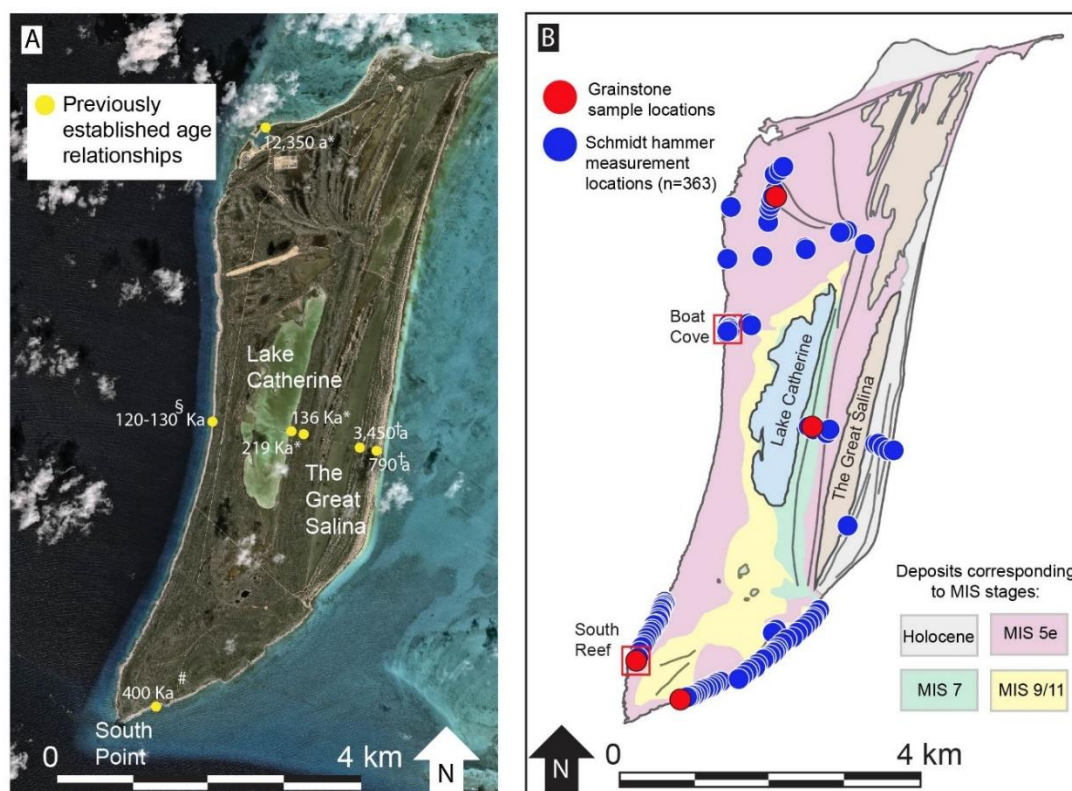 A
Previously
established age
relationships
12,350 a*
Lake
Catherine
120-130§ Ka
136 Ka*
219 Ka*
3,450†a
790†a
The
Great
Salina
#
400 Ka
South
Point
0
4 km
N
B
Grainstone
sample locations
Schmidt hammer
measurement
locations (n=363)
Boat
Cove
Lake Catherine
The Great Salina
South
Reef
Deposits corresponding
to MIS stages:
Holocene
MIS 5e
MIS 7
MIS 9/11
N
0
4 km